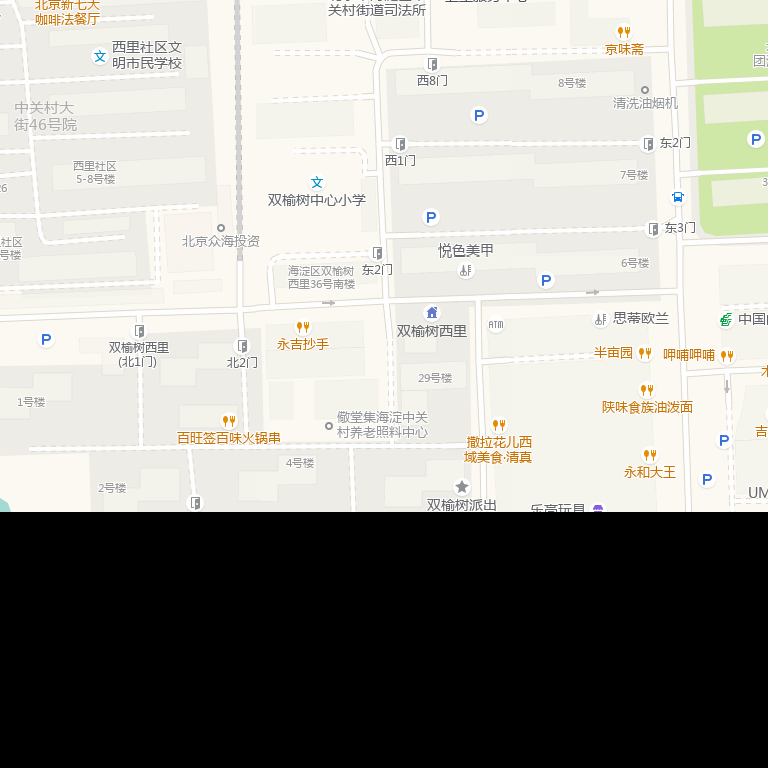 北京新七大
咖啡法餐厅
关村街道司法所
京味斋
西里社区文
明市民学校
西8门
8号楼
清洗油烟机
中关村大
街46号院
P
西1门
东2门
P
西里社区
5-8号楼
7号楼
双榆树中心小学
P
东3门
北京众海投资
悦色美甲
东2门
6号楼
海淀区双榆树
西里36号南楼
P
ATM
思蒂欧兰
中国
双榆树西里
P
永吉抄手
双榆树西里
(北1门)
北2门
半亩园
呷哺呷哺
29号楼
1号楼
陕味食族油泼面
百旺签百味火锅串
儆堂集海淀中关
村养老照料中心
撒拉花儿西
域美食·清真
吉
P
4号楼
永和大王
2号楼
P
UM
双榆树派出
乐高玩具